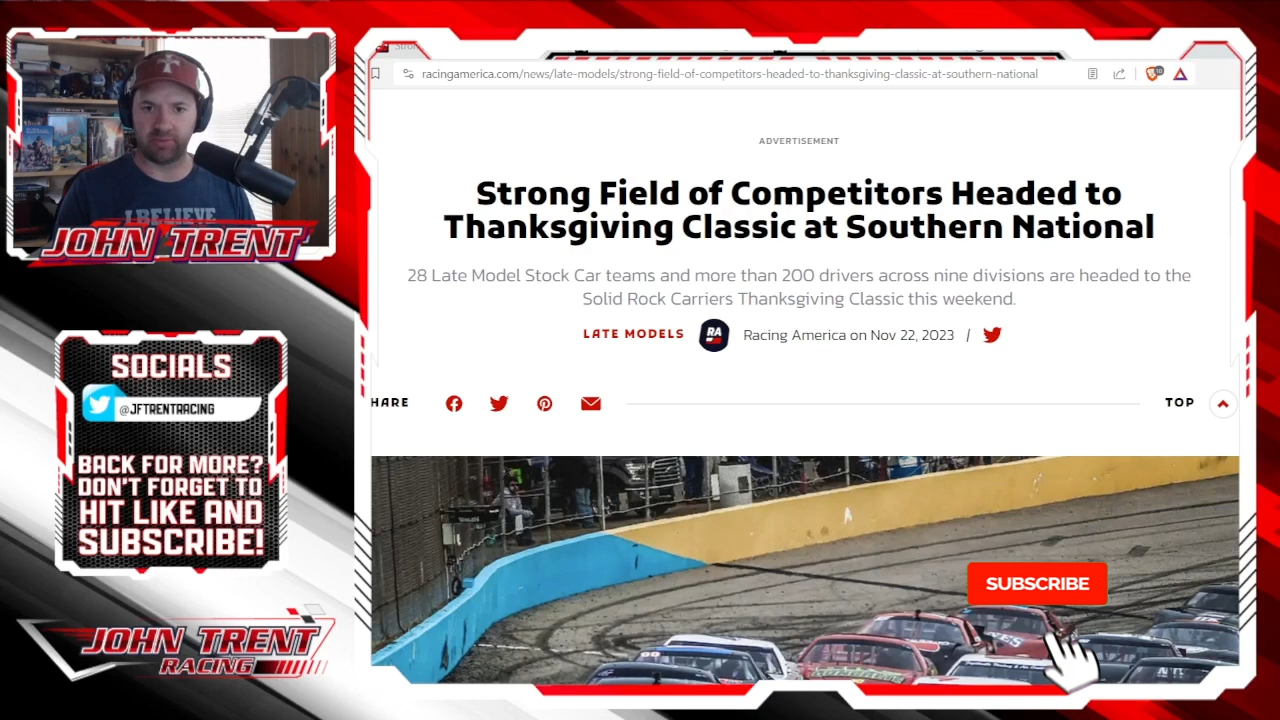 I BELIEVE
JOHN TRENT
SOCIALS
@JFTRENTRACING
BACK FOR MORE?
DON'T FORGET TO
HIT LIKE AND
SUBSCRIBE!
JOHN TRENT
RACING
racingamerica.com/news/late-models/strong-field-of-competitors-headed-to-thanksgiving-classic-at-southern-national
ADVERTISEMENT
Strong Field of Competitors Headed to
Thanksgiving Classic at Southern National
28 Late Model Stock Car teams and more than 200 drivers across nine divisions are headed to the
Solid Rock Carriers Thanksgiving Classic this weekend.
LATE MODELS RA Racing America on Nov 22, 2023 /
HARE TOP
SUBSCRIBE